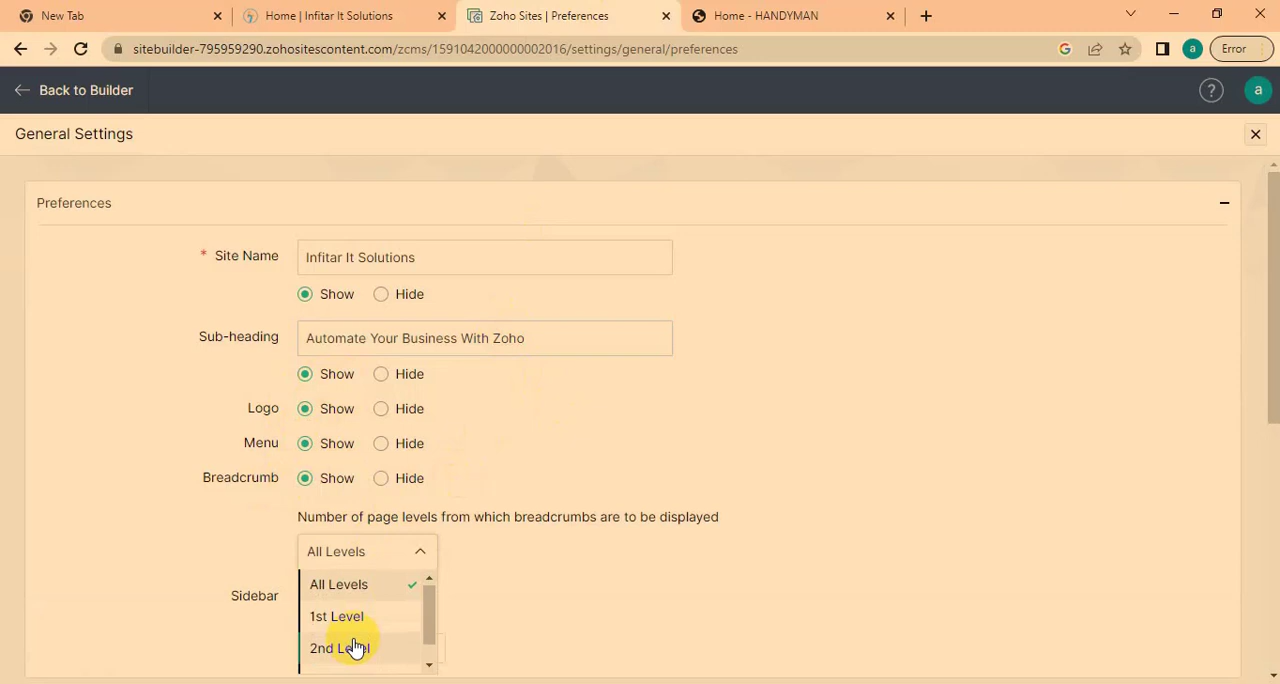 New Tab
Home | Infitar It Solutions
Zoho Sites | Preferences
Home - HANDYMAN
sitebuilder-795959290.zohositescontent.com/zcms/1591042000000002016/settings/general/preferences
a
Error
Back to Builder
?
a
General Settings
Preferences
* Site Name
Infitar It Solutions
Show Hide
Sub-heading
Automate Your Business With Zoho
Show Hide
Logo Show Hide
Menu Show Hide
Breadcrumb Show Hide
Number of page levels from which breadcrumbs are to be displayed
All Levels
All Levels
Sidebar
1st Level
2nd Level